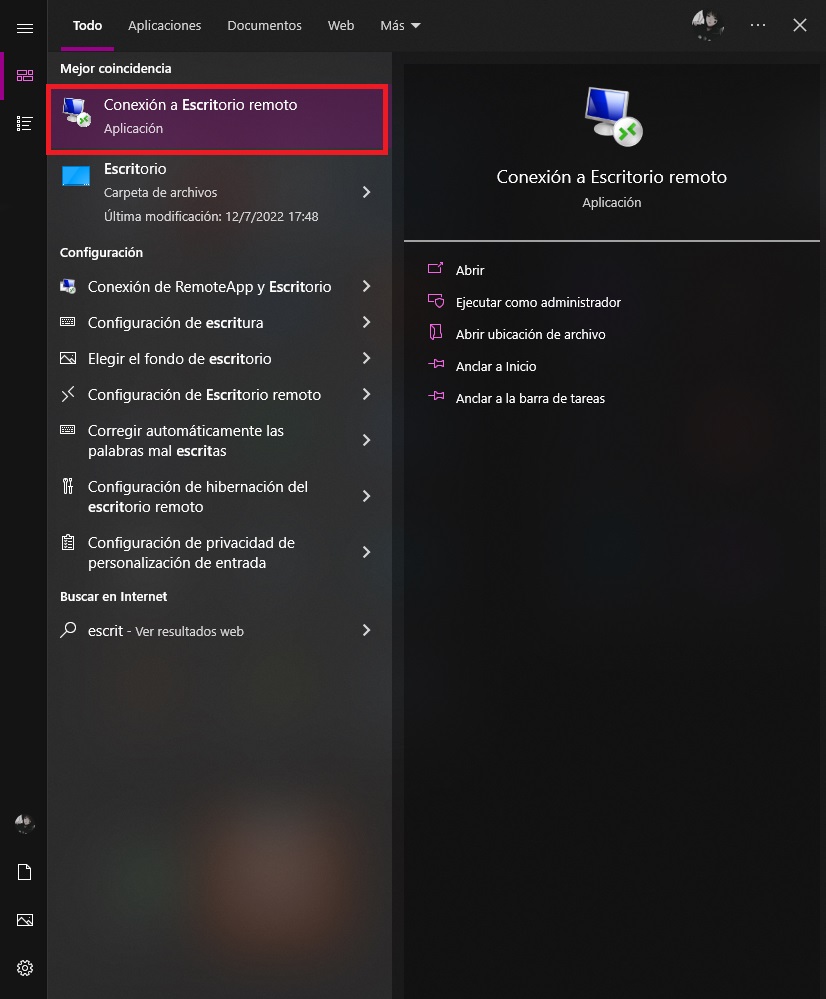 Todo Aplicaciones Documentos Web Más
Mejor coincidencia
Conexión a Escritorio remoto
Aplicación
Escritorio
Carpeta de archivos
Última modificación: 12/7/2022 17:48
Configuración
Conexión de RemoteApp y Escritorio
Configuración de escritura
Elegir el fondo de escritorio
Configuración de Escritorio remoto
Corregir automáticamente las
palabras mal escritas
Configuración de hibernación del
escritorio remoto
Configuración de privacidad de
personalización de entrada
Buscar en Internet
escrit - Ver resultados web
Conexión a Escritorio remoto
Aplicación
Abrir
Ejecutar como administrador
Abrir ubicación de archivo
Anclar a Inicio
Anclar a la barra de tareas